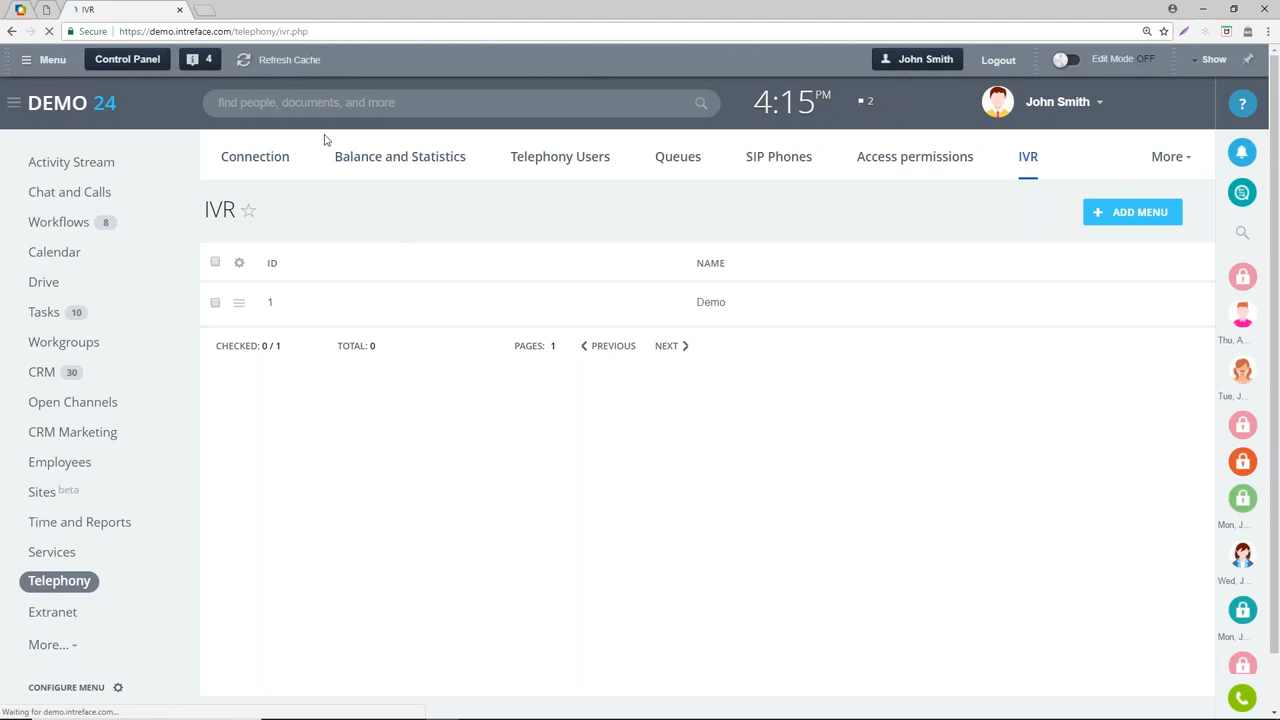 IVR
Secure https://demo.intreface.com/telephony/ivr.php
Menu Control Panel 4 Refresh Cache John Smith Logout Edit Mode OFF Show
DEMO 24 find people, documents, and more 4:15 PM 2 John Smith ?
Activity Stream
Chat and Calls
Workflows 8
Calendar
Drive
Tasks 10
Workgroups
CRM 30
Open Channels
CRM Marketing
Employees
Sites beta
Time and Reports
Services
Telephony
Extranet
More...
CONFIGURE MENU
Connection Balance and Statistics Telephony Users Queues SIP Phones Access permissions IVR More
IVR + ADD MENU
ID NAME
1 Demo
CHECKED: 0 / 1 TOTAL: 0 PAGES: 1 PREVIOUS NEXT
Thu, A...
Tue, J...
Mon, J...
Wed, J...
Mon, J...
Waiting for demo.intreface.com...